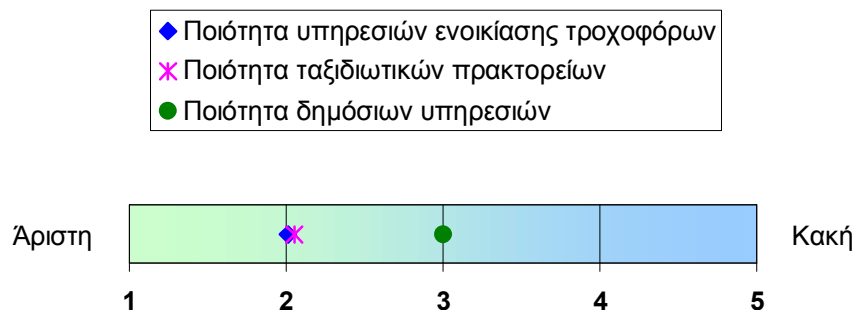 Ποιότητα υπηρεσιών ενοικίασης τροχοφόρων
Ποιότητα ταξιδιωτικών πρακτορείων
Ποιότητα δημόσιων υπηρεσιών
Άριστη
Κακή
1 2 3 4 5